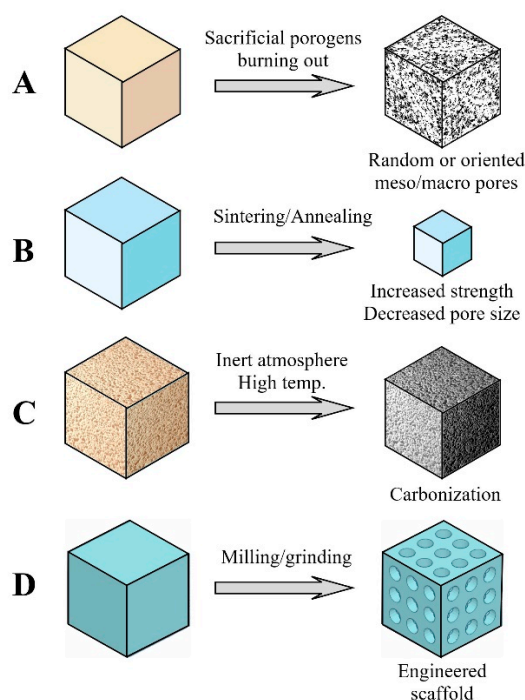 A
Sacrificial porogens
burning out
Random or oriented
meso/macro pores
B
Sintering/Annealing
Increased strength
Decreased pore size
C
Inert atmosphere
High temp.
Carbonization
D
Milling/grinding
Engineered
scaffold